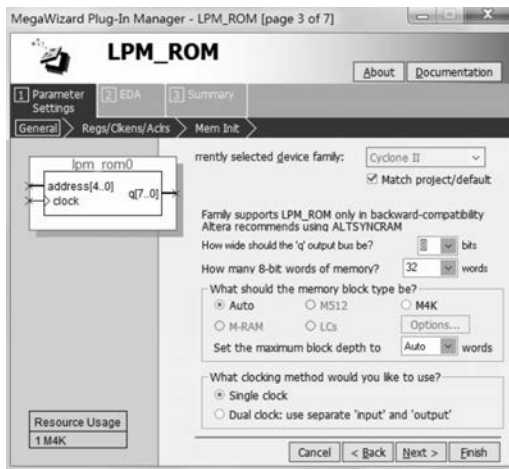 MegaWizard Plug-In Manager - LPM_ROM [page 3 of 7]
LPM_ROM
About Documentation
1 Parameter Settings 2 EDA 3 Summary
General Regs/Clkens/Aclrs Mem Init
lpm_rom0
address[4..0]
q[7..0]
clock
rrently selected device family: Cyclone II
Match project/default
Family supports LPM_ROM only in backward-compatibility
Altera recommends using ALTSYNCRAM
How wide should the 'q' output bus be? 8 bits
How many 8-bit words of memory? 32 words
What should the memory block type be?
Auto M512 M4K
M-RAM LCs Options...
Set the maximum block depth to Auto words
What clocking method would you like to use?
Single clock
Dual clock: use separate 'input' and 'output'
Resource Usage
1 M4K
Cancel < Back Next > Finish